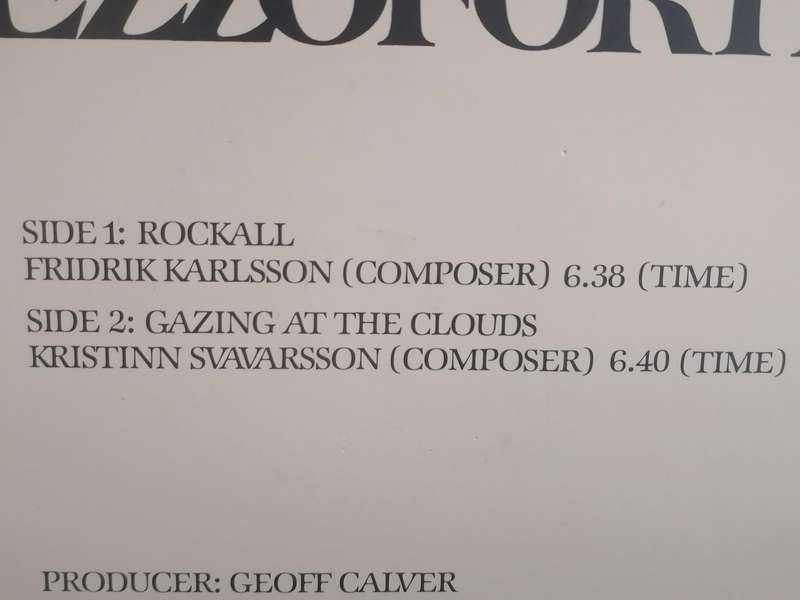 ZZOFORT
SIDE 1: ROCKALL
FRIDRIK KARLSSON (COMPOSER) 6.38 (TIME)
SIDE 2: GAZING AT THE CLOUDS
KRISTINN SVAVARSSON (COMPOSER) 6.40 (TIME)
PRODUCER: GEOFF CALVER